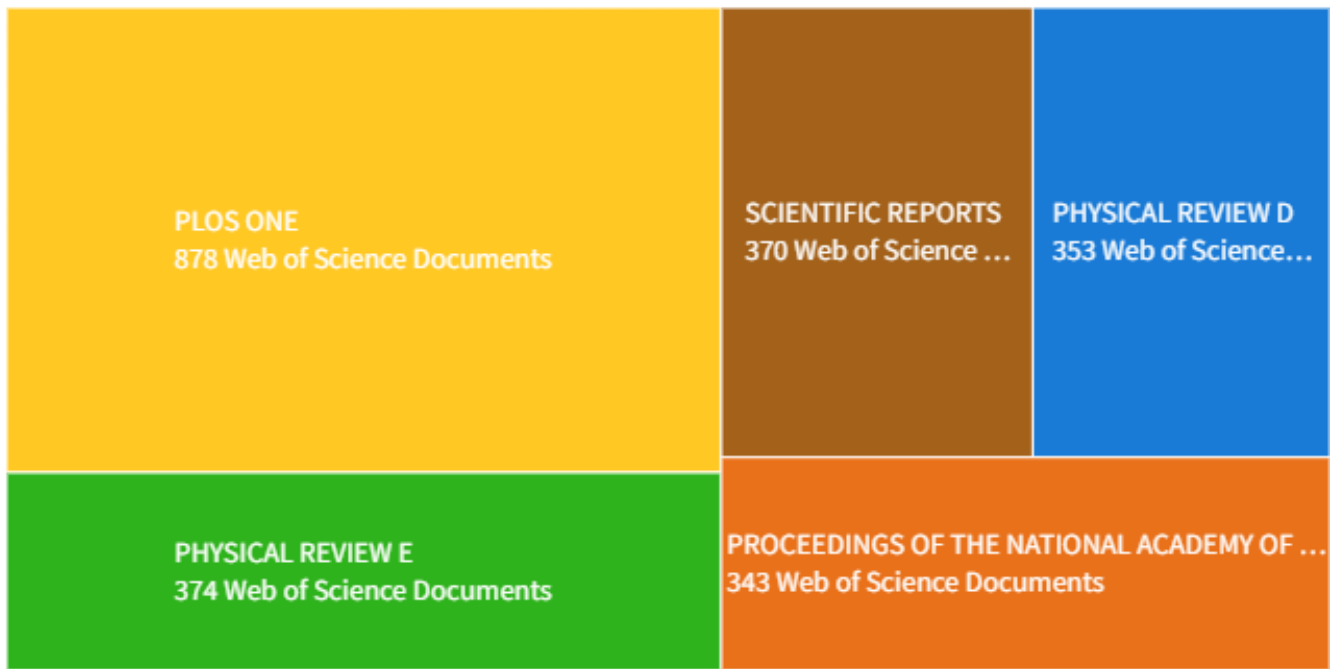 PLOS ONE
878 Web of Science Documents
SCIENTIFIC REPORTS
370 Web of Science ...
PHYSICAL REVIEW D
353 Web of Science...
PHYSICAL REVIEW E
374 Web of Science Documents
PROCEEDINGS OF THE NATIONAL ACADEMY OF ...
343 Web of Science Documents